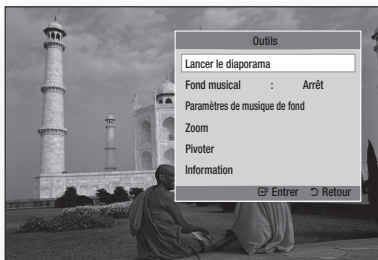 Outils
Lancer le diaporama
Fond musical : Arrêt
Paramètres de musique de fond
Zoom
Pivoter
Information
Entrer Retour